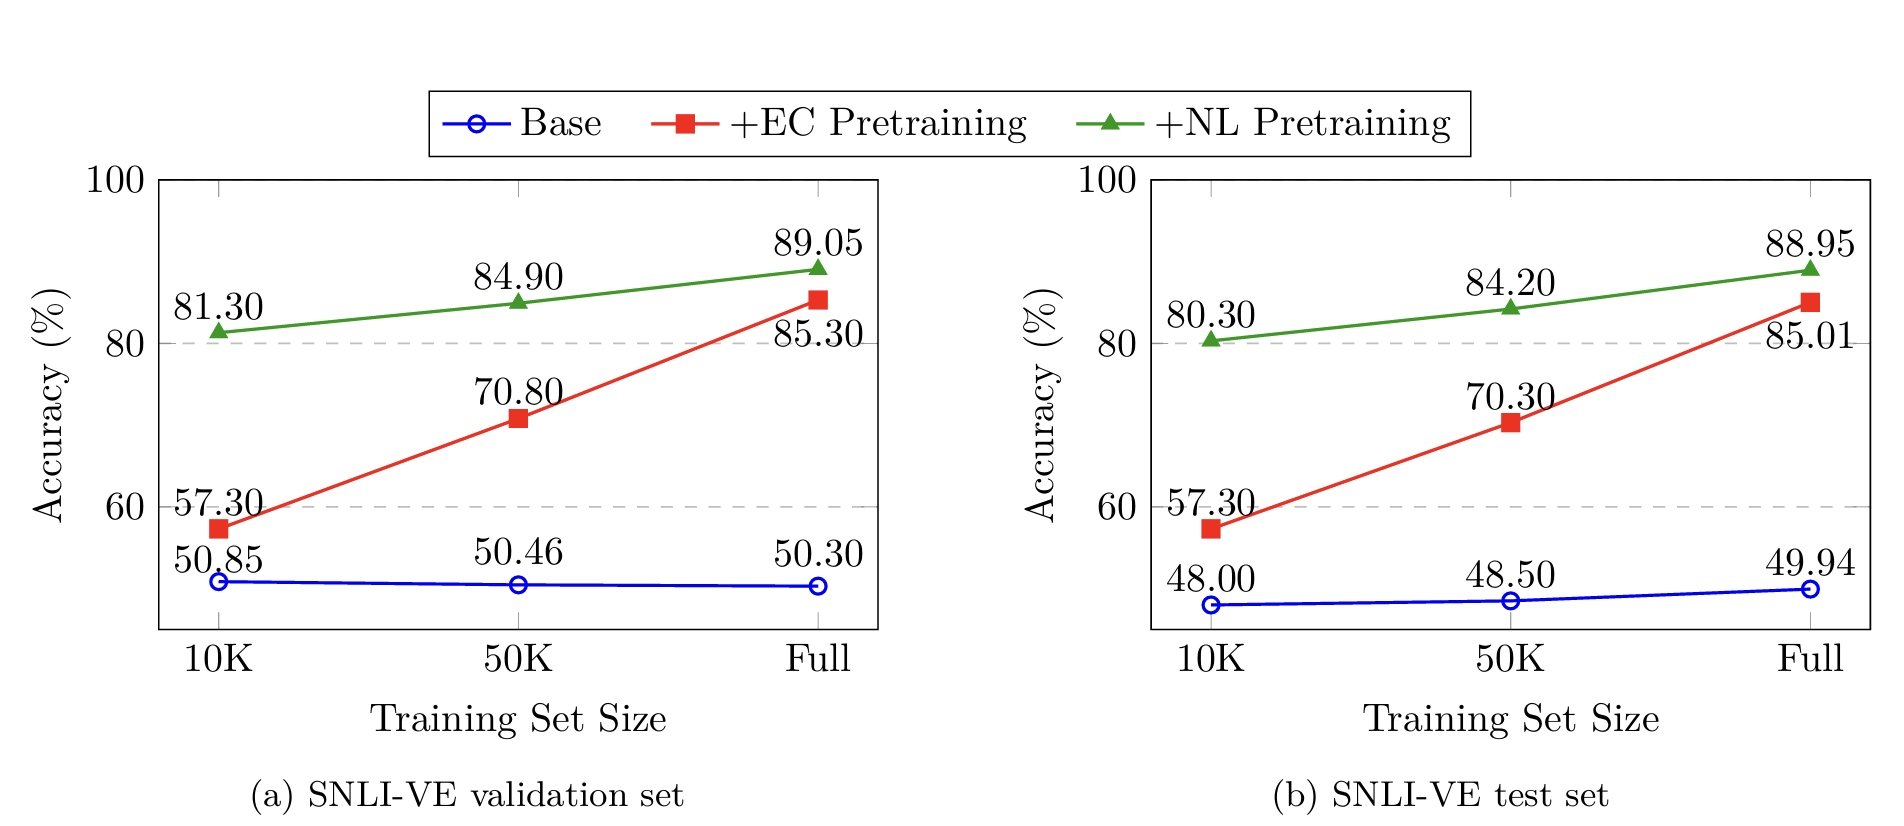 Base +EC Pretraining +NL Pretraining
100
80
60
Accuracy (%)
81.30 84.90 89.05
57.30 70.80 85.30
50.85 50.46 50.30
10K 50K Full
Training Set Size
(a) SNLI-VE validation set
100
80
60
Accuracy (%)
80.30 84.20 88.95
57.30 70.30 85.01
48.00 48.50 49.94
10K 50K Full
Training Set Size
(b) SNLI-VE test set